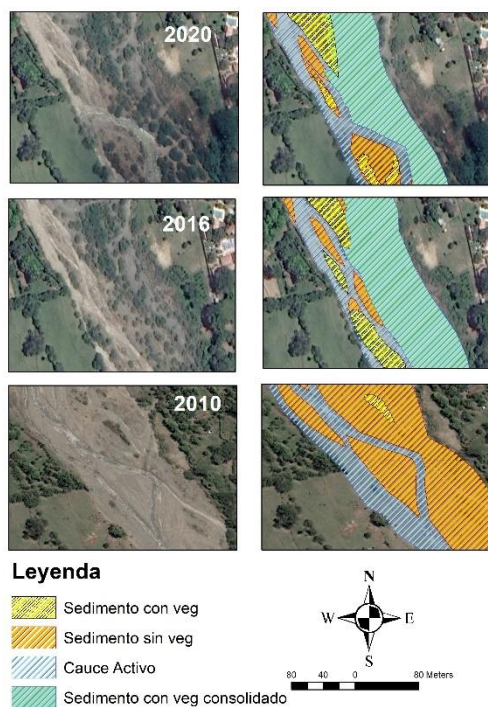 2020
2016
2010
Leyenda
Sedimento con veg
Sedimento sin veg
Cauce Activo
Sedimento con veg consolidado
N
W E
S
80 40 0 80 Meters